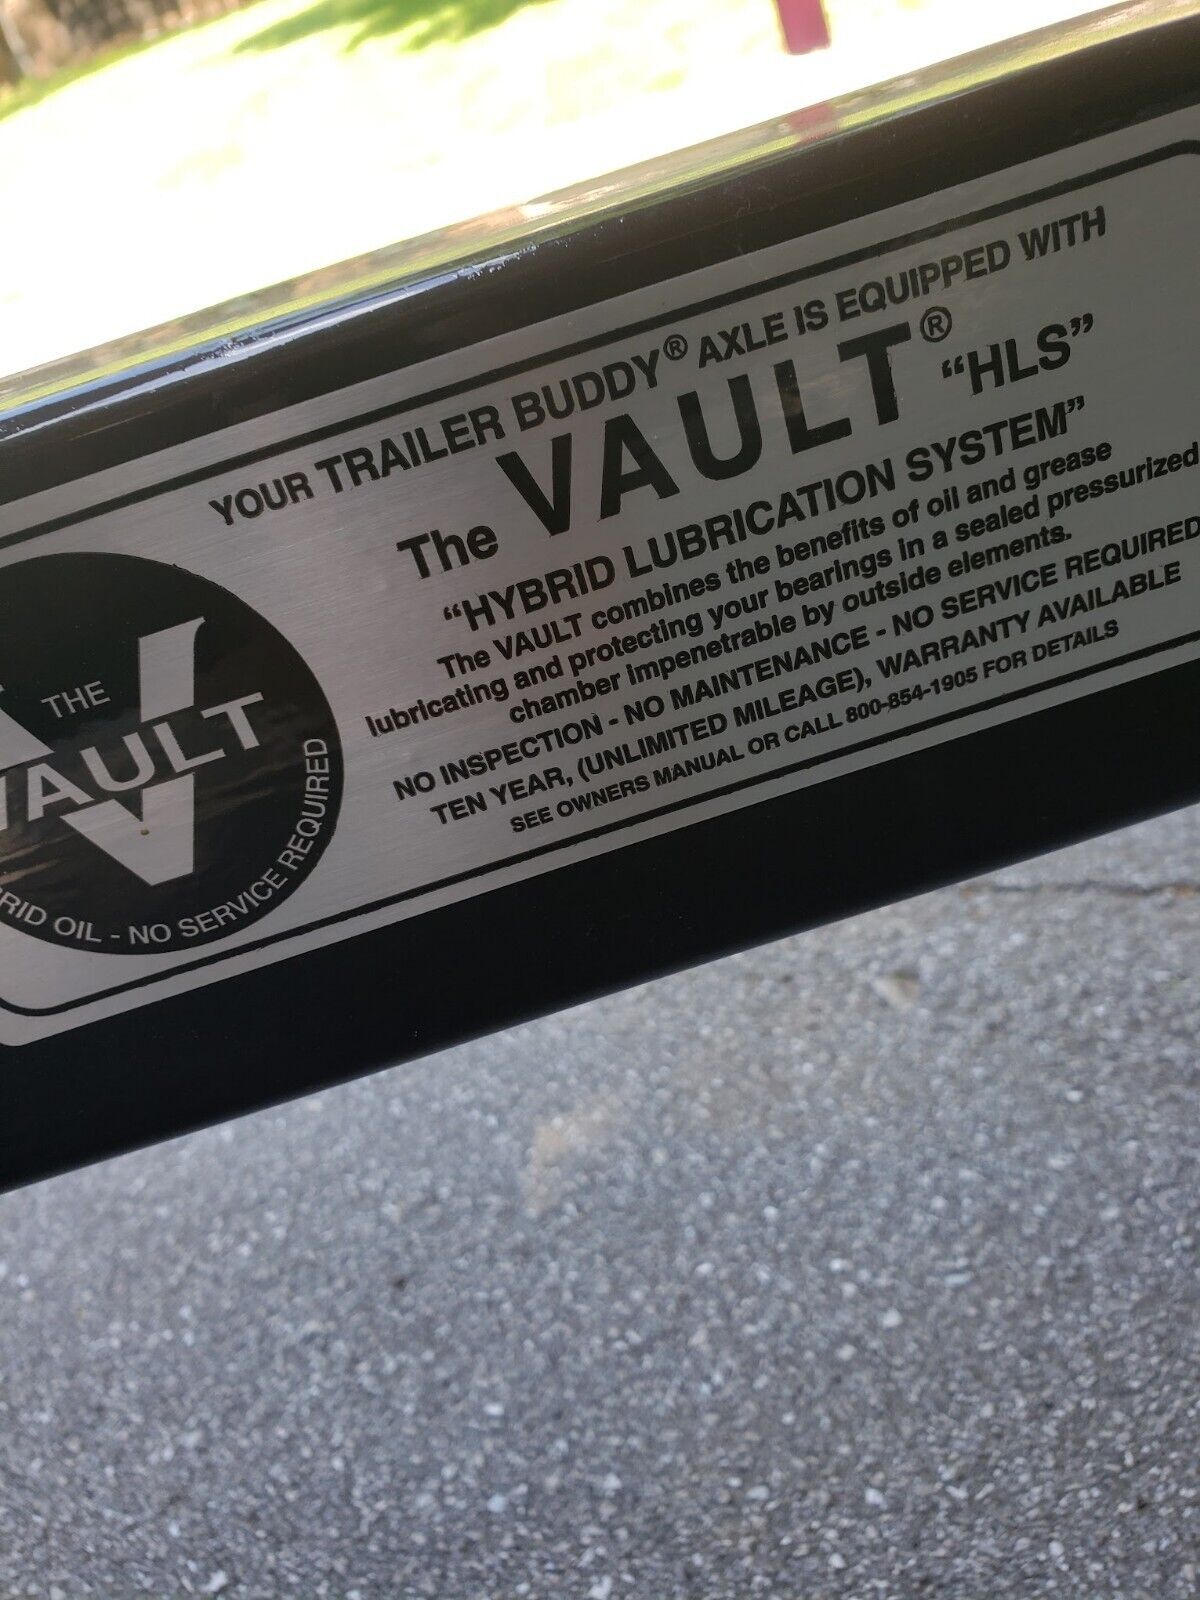 YOUR TRAILER BUDDY® AXLE IS EQUIPPED WITH
The VAULT® "HLS"
"HYBRID LUBRICATION SYSTEM"
The VAULT combines the benefits of oil and grease
lubricating and protecting your bearings in a sealed pressurized
chamber impenetrable by outside elements.
NO INSPECTION - NO MAINTENANCE - NO SERVICE REQUIRED
TEN YEAR, (UNLIMITED MILEAGE), WARRANTY AVAILABLE
SEE OWNERS MANUAL OR CALL 800-854-1905 FOR DETAILS
THE
VAULT
OIL - NO SERVICE REQUIRED